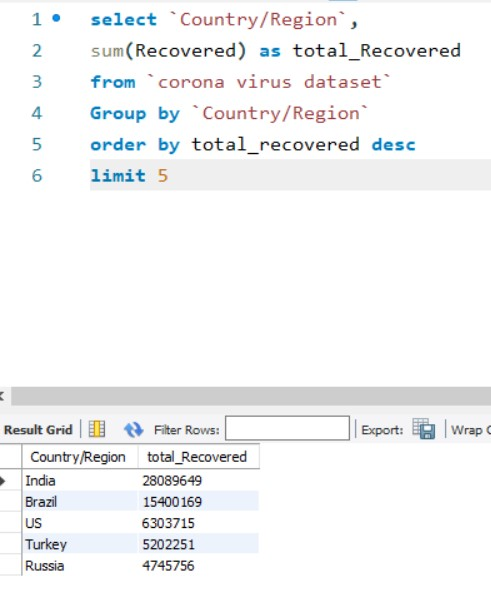 1 select `Country/Region`,
2 sum(Recovered) as total_Recovered
3 from `corona virus dataset`
4 Group by `Country/Region`
5 order by total_recovered desc
6 limit 5
Result Grid Filter Rows: Export: Wrap C
Country/Region total_Recovered
India 28089649
Brazil 15400169
US 6303715
Turkey 5202251
Russia 4745756